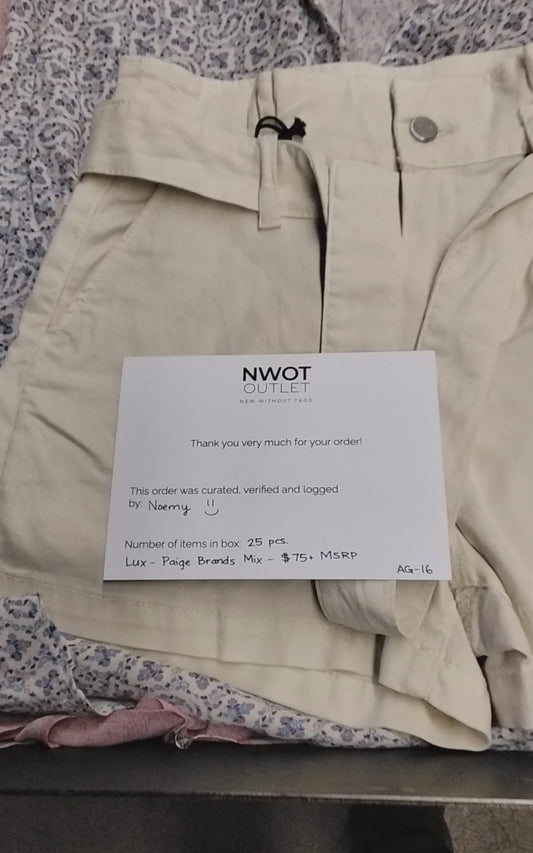 NWOT
OUTLET
NEW WITHOUT TAGS
Thank you very much for your order!
This order was curated, verified and logged
by: Noemy
Number of items in box: 25 pcs.
Lux - Paige Brands Mix - $75+ MSRP
AG-16